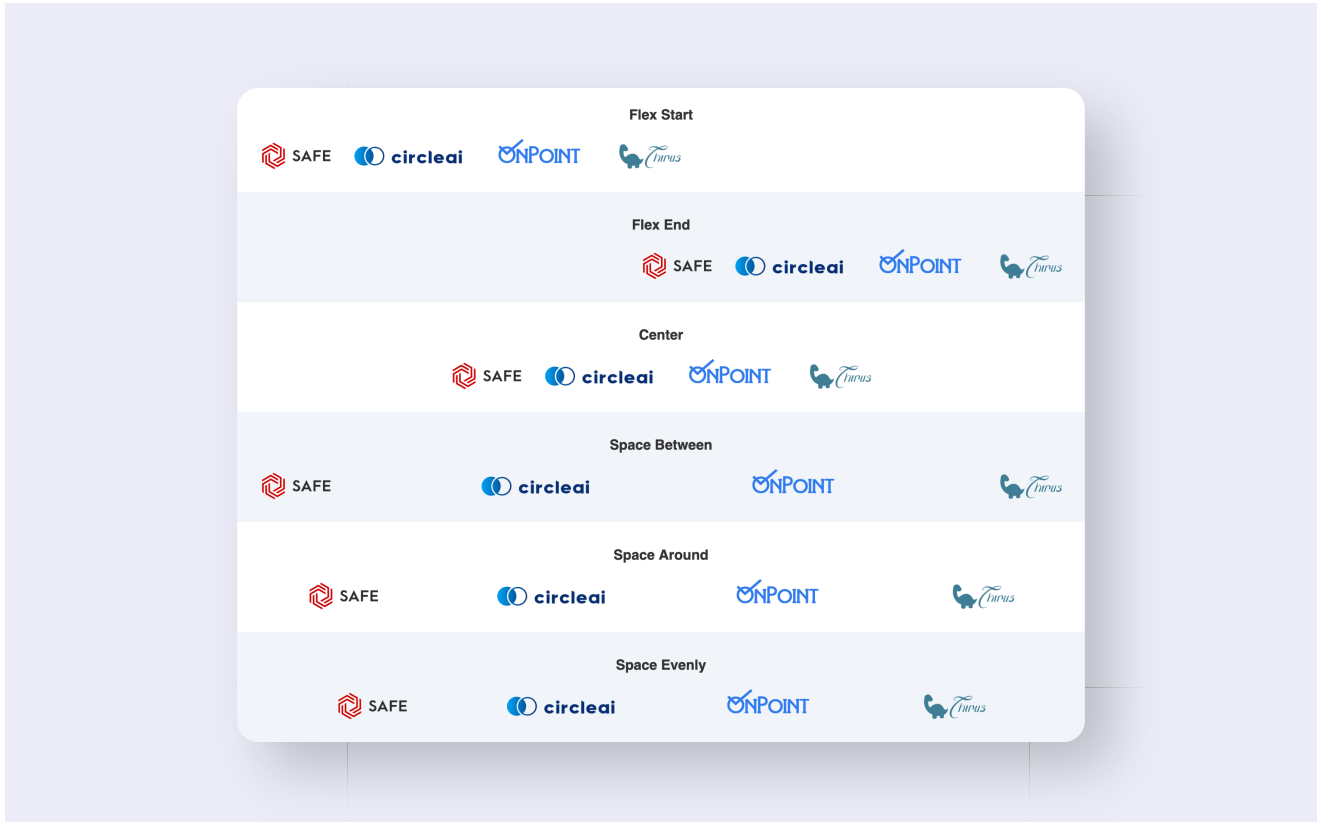 Flex Start
SAFE circleai ONPOINT Thirus
Flex End
SAFE circleai ONPOINT Thirus
Center
SAFE circleai ONPOINT Thirus
Space Between
SAFE circleai ONPOINT Thirus
Space Around
SAFE circleai ONPOINT Thirus
Space Evenly
SAFE circleai ONPOINT Thirus